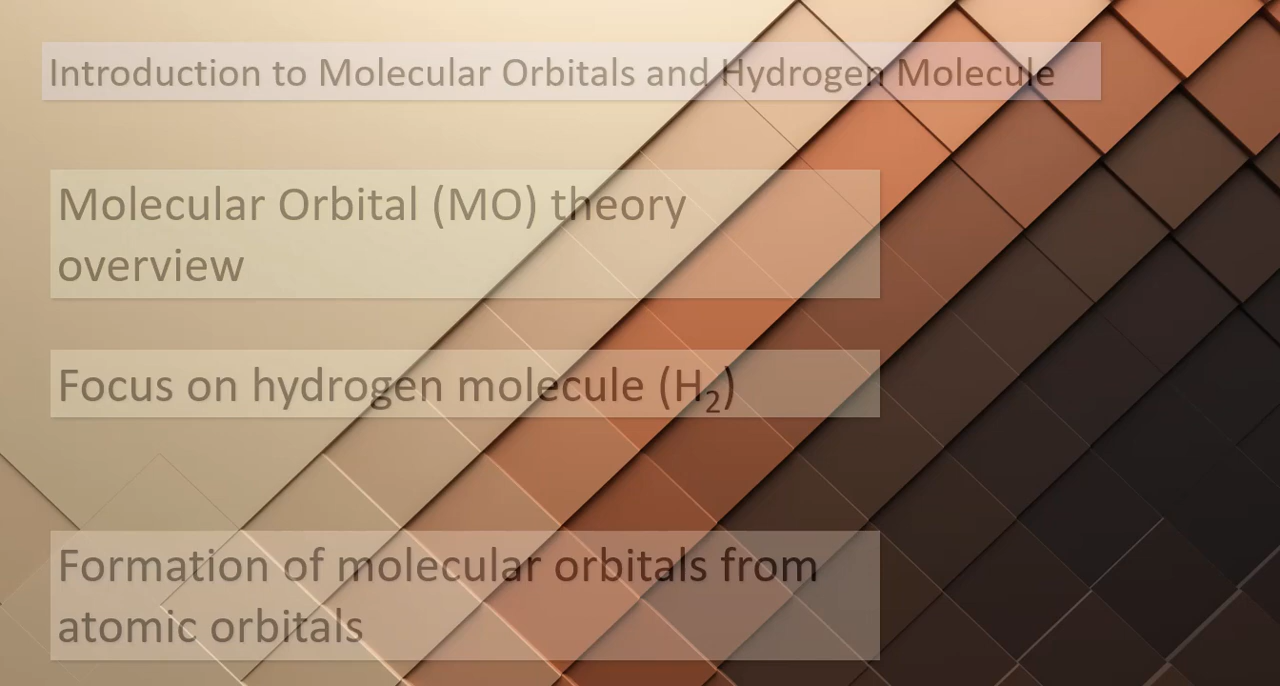 Introduction to Molecular Orbitals and Hydrogen Molecule
Molecular Orbital (MO) theory
overview
Focus on hydrogen molecule (H₂)
Formation of molecular orbitals from
atomic orbitals